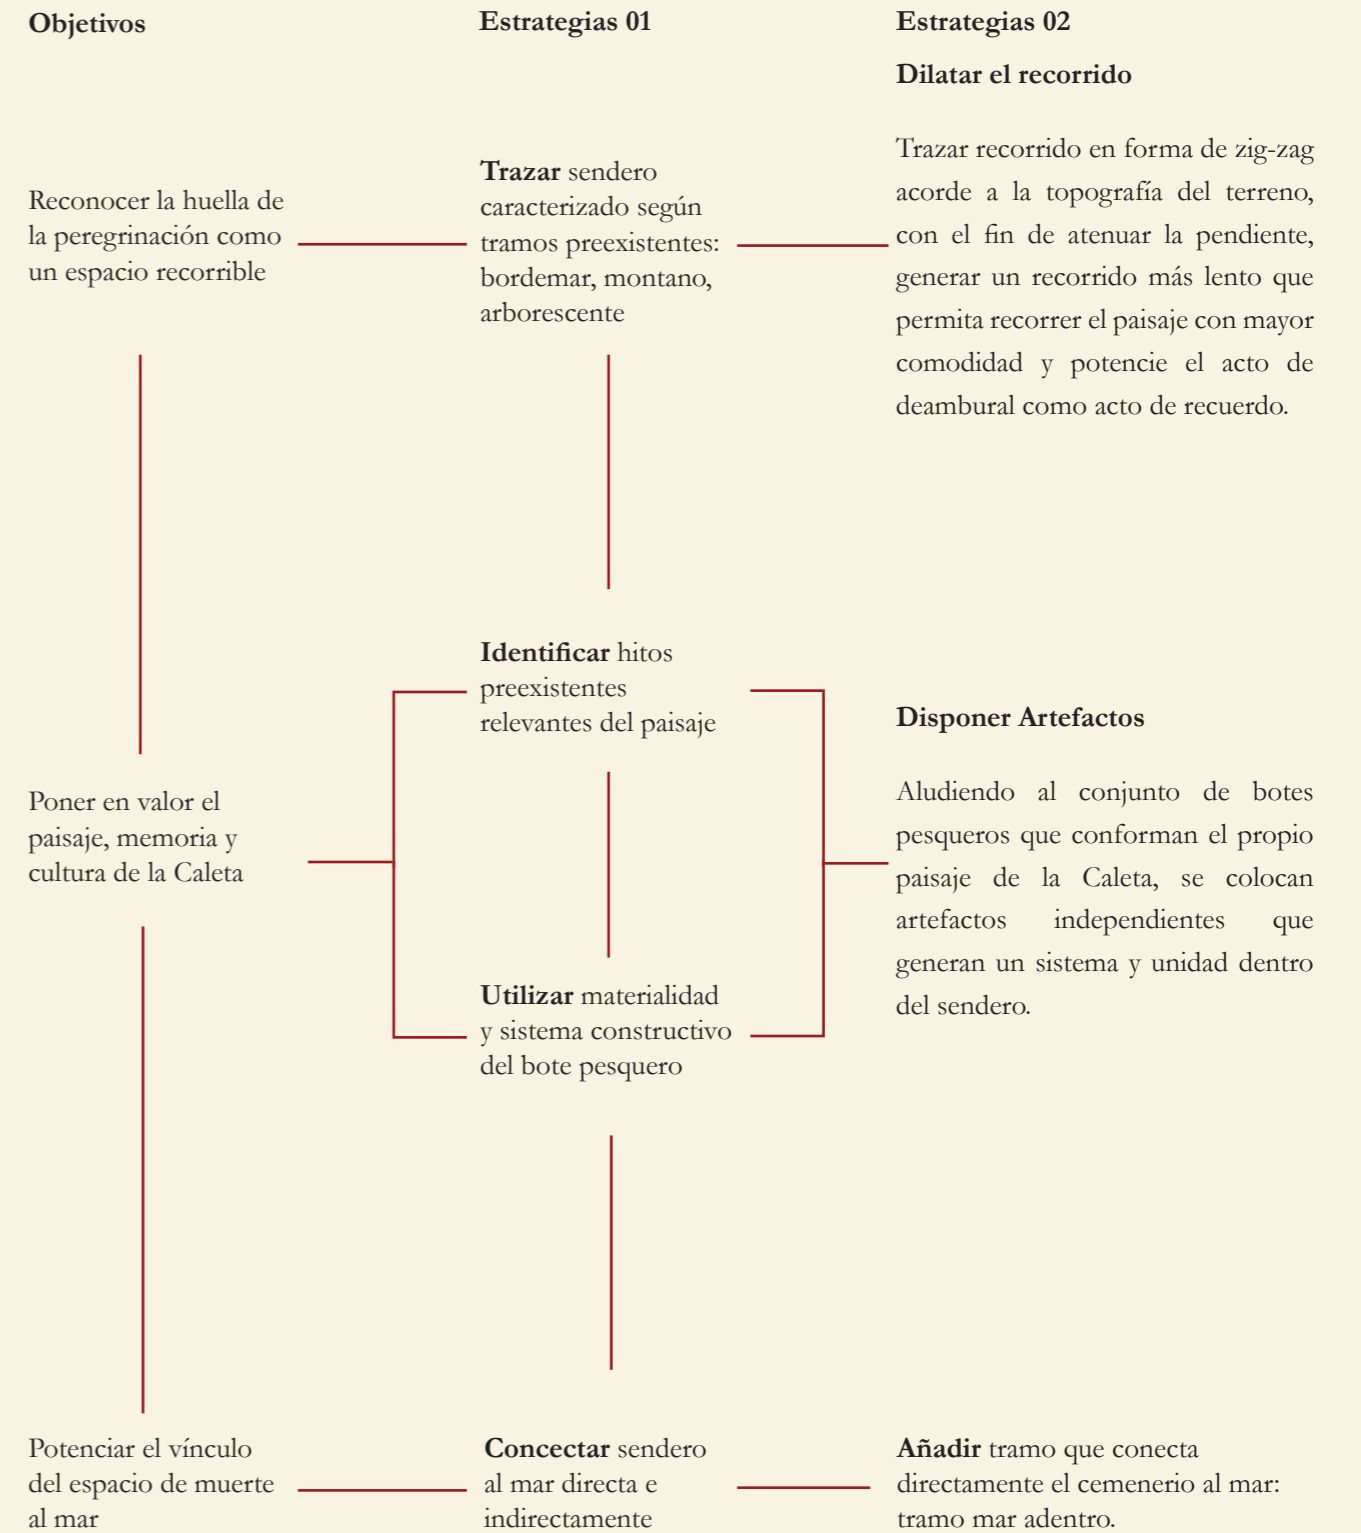 Objetivos
Estrategias 01
Estrategias 02
Dilatar el recorrido
Reconocer la huella de
la peregrinación como
un espacio recorrible
Trazar sendero
caracterizado según
tramos preexistentes:
bordemar, montano,
arborescente
Trazar recorrido en forma de zig-zag
acorde a la topografía del terreno,
con el fin de atenuar la pendiente,
generar un recorrido más lento que
permita recorrer el paisaje con mayor
comodidad y potencie el acto de
deambural como acto de recuerdo.
Poner en valor el
paisaje, memoria y
cultura de la Caleta
Identificar hitos
preexistentes
relevantes del paisaje
Utilizar materialidad
y sistema constructivo
del bote pesquero
Disponer Artefactos
Aludiendo al conjunto de botes
pesqueros que conforman el propio
paisaje de la Caleta, se colocan
artefactos independientes que
generan un sistema y unidad dentro
del sendero.
Potenciar el vínculo
del espacio de muerte
al mar
Concectar sendero
al mar directa e
indirectamente
Añadir tramo que conecta
directamente el cemenerio al mar:
tramo mar adentro.